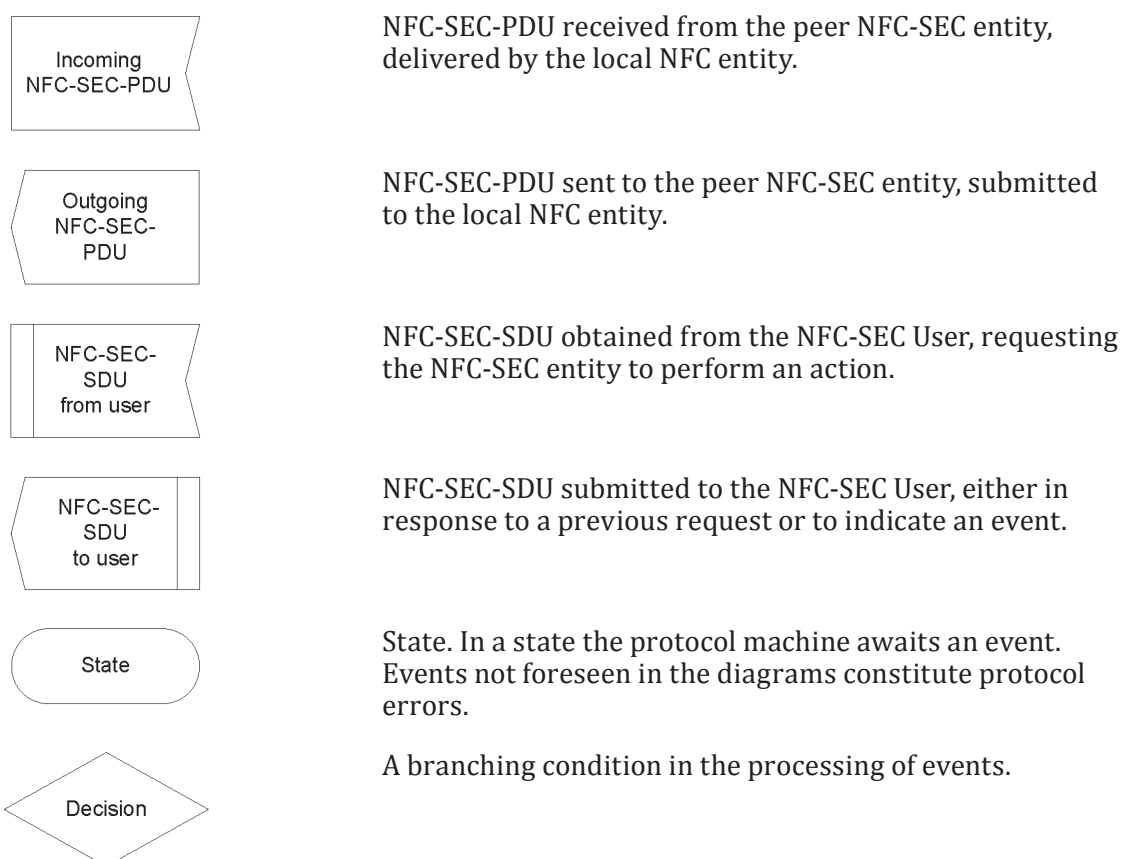 Incoming
NFC-SEC-PDU
NFC-SEC-PDU received from the peer NFC-SEC entity,
delivered by the local NFC entity.
Outgoing
NFC-SEC-
PDU
NFC-SEC-PDU sent to the peer NFC-SEC entity, submitted
to the local NFC entity.
NFC-SEC-
SDU
from user
NFC-SEC-SDU obtained from the NFC-SEC User, requesting
the NFC-SEC entity to perform an action.
NFC-SEC-
SDU
to user
NFC-SEC-SDU submitted to the NFC-SEC User, either in
response to a previous request or to indicate an event.
State
State. In a state the protocol machine awaits an event.
Events not foreseen in the diagrams constitute protocol
errors.
Decision
A branching condition in the processing of events.